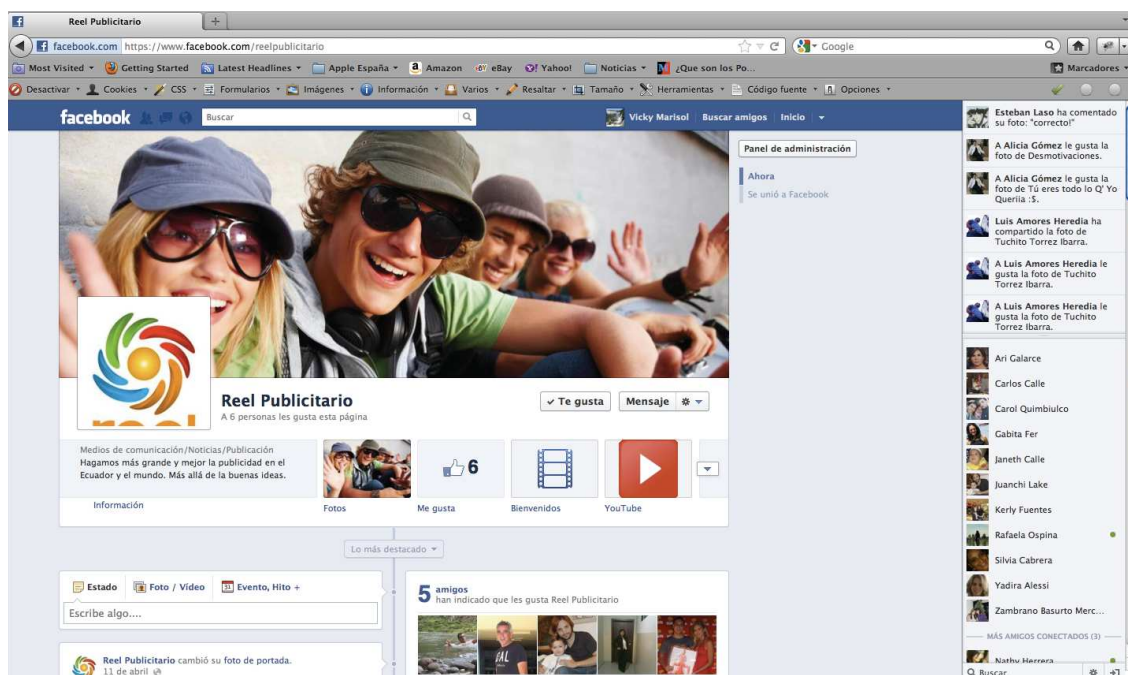 Reel Publicitario
facebook.com https://www.facebook.com/reelpublicitario
Google
Most Visited Getting Started Latest Headlines Apple España Amazon eBay Yahoo! Noticias ¿Que son los Po...
Marcadores
Desactivar Cookies CSS Formularios Imágenes Información Varios Resaltar Tamaño Herramientas Código fuente Opciones
facebook
Buscar
Vicky Marisol Buscar amigos Inicio
Panel de administración
Ahora
Se unió a Facebook
reel
Reel Publicitario
A 6 personas les gusta esta página
Te gusta
Mensaje
Medios de comunicación/Noticias/Publicación
Hagamos más grande y mejor la publicidad en el
Ecuador y el mundo. Más allá de la buenas ideas.
Información
6
Fotos
Me gusta
Bienvenidos
YouTube
Lo más destacado
Estado Foto / Vídeo Evento, Hito +
Escribe algo....
Reel Publicitario cambió su foto de portada.
11 de abril
5 amigos
han indicado que les gusta Reel Publicitario
Esteban Laso ha comentado
su foto: "correcto!"
A Alicia Gómez le gusta la
foto de Desmotivaciones.
A Alicia Gómez le gusta la
foto de Tú eres todo lo Q' Yo
Queriia :$.
Luis Amores Heredia ha
compartido la foto de
Tuchito Torrez Ibarra.
A Luis Amores Heredia le
gusta la foto de Tuchito
Torrez Ibarra.
A Luis Amores Heredia le
gusta la foto de Tuchito
Torrez Ibarra.
Ari Galarce
Carlos Calle
Carol Quimbiulco
Gabita Fer
Janeth Calle
Juanchi Lake
Kerly Fuentes
Rafaela Ospina
Silvia Cabrera
Yadira Alessi
Zambrano Basurto Merc...
MÁS AMIGOS CONECTADOS (3)
Nathy Herrera
Buscar